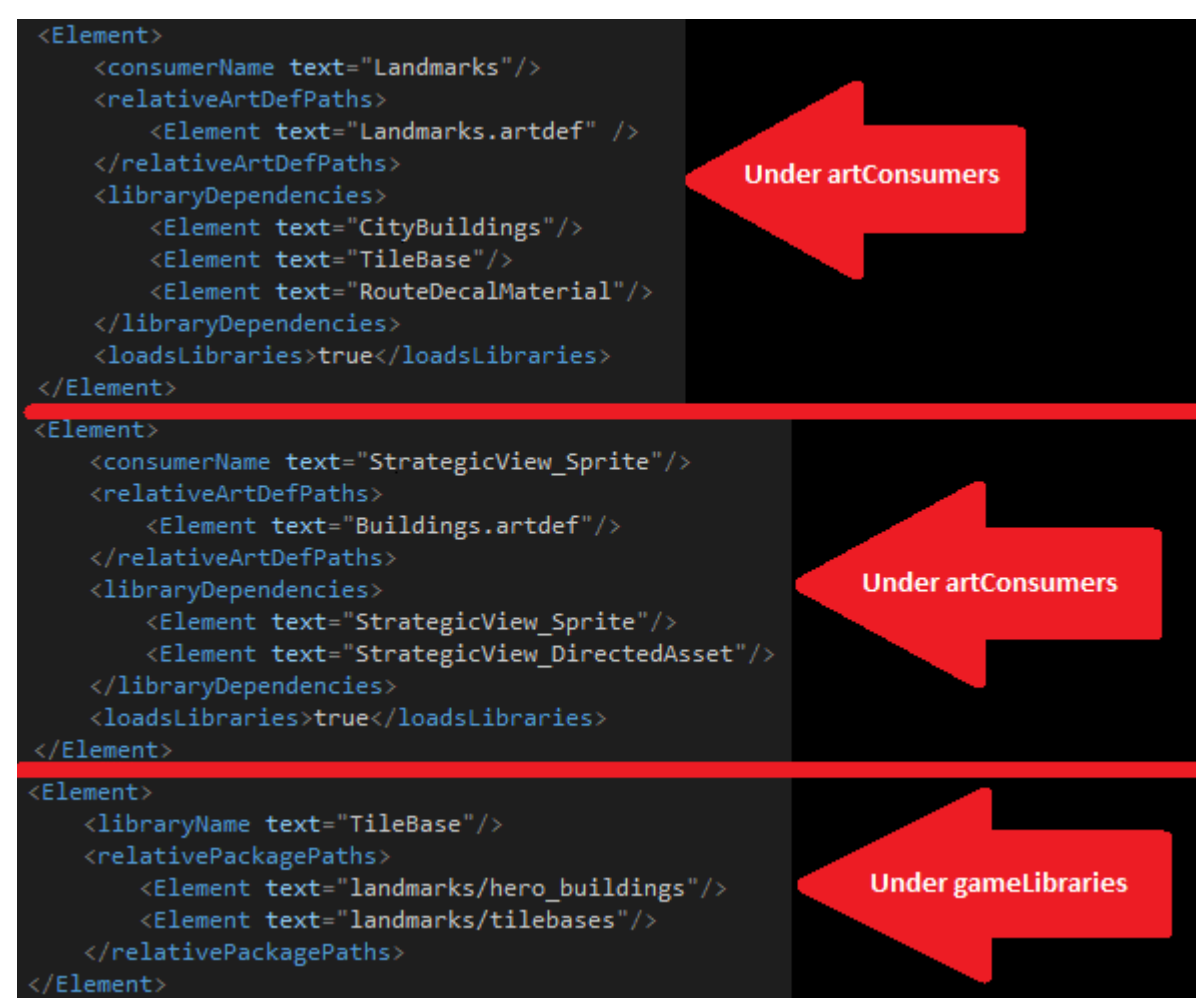 <Element>
<consumerName text="Landmarks"/>
<relativeArtDefPaths>
<Element text="Landmarks.artdef" />
</relativeArtDefPaths>
<libraryDependencies>
<Element text="CityBuildings"/>
<Element text="TileBase"/>
<Element text="RouteDecalMaterial"/>
</libraryDependencies>
<loadsLibraries>true</loadsLibraries>
</Element>
Under artConsumers
<Element>
<consumerName text="StrategicView_Sprite"/>
<relativeArtDefPaths>
<Element text="Buildings.artdef"/>
</relativeArtDefPaths>
<libraryDependencies>
<Element text="StrategicView_Sprite"/>
<Element text="StrategicView_DirectedAsset"/>
</libraryDependencies>
<loadsLibraries>true</loadsLibraries>
</Element>
Under artConsumers
<Element>
<libraryName text="TileBase"/>
<relativePackagePaths>
<Element text="landmarks/hero_buildings"/>
<Element text="landmarks/tilebases"/>
</relativePackagePaths>
</Element>
Under gameLibraries